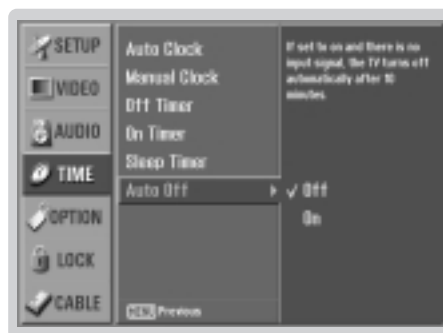 SETUP
VIDEO
AUDIO
TIME
OPTION
LOCK
CABLE
Auto Clock
Manual Clock
Off Timer
On Timer
Sleep Timer
Auto Off
MENU Previous
If set to on and there is no
input signal, the TV turns off
automatically after 10
minutes.
✓ Off
On